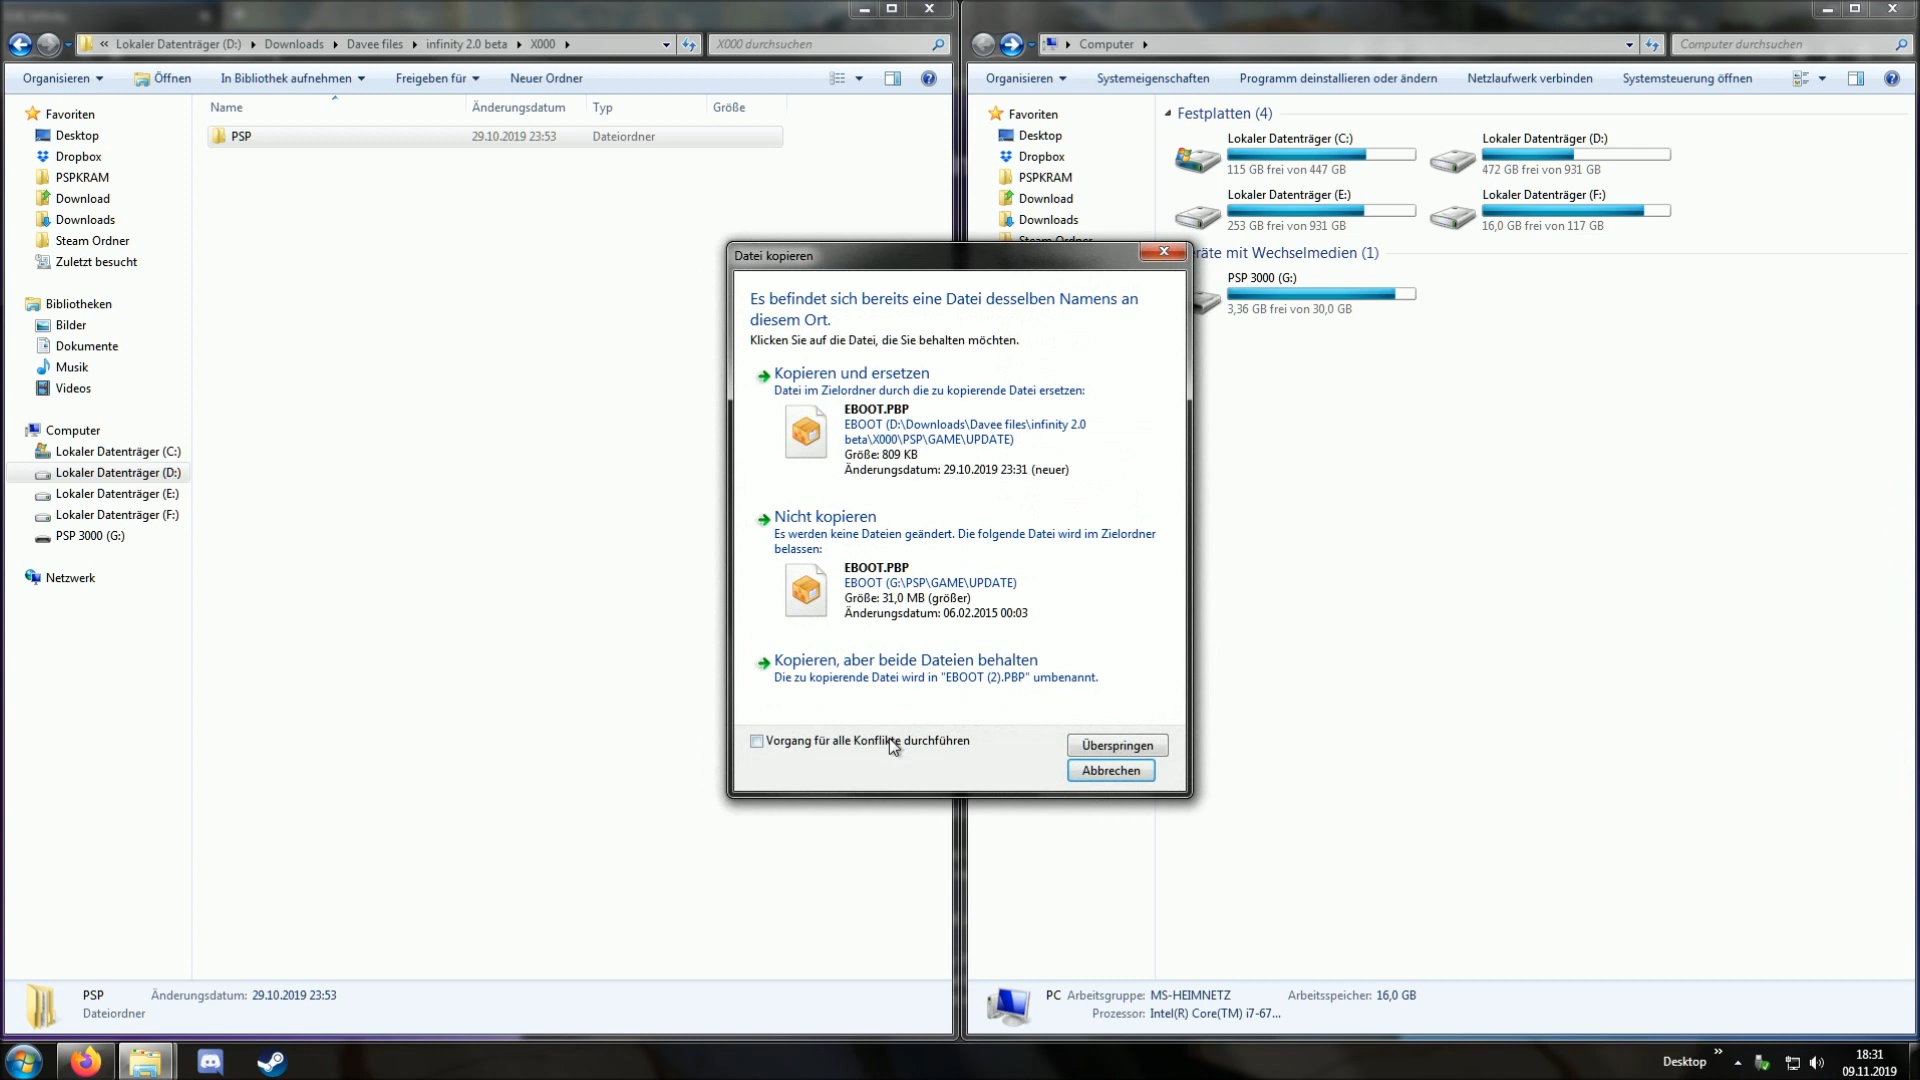 « Lokaler Datenträger (D:) ▸ Downloads ▸ Davee files ▸ infinity 2.0 beta ▸ X000 ▸
X000 durchsuchen
Organisieren
Öffnen
In Bibliothek aufnehmen
Freigeben für
Neuer Ordner
Name
Änderungsdatum
Typ
Größe
PSP
29.10.2019 23:53
Dateiordner
Favoriten
Desktop
Dropbox
PSPKRAM
Download
Downloads
Steam Ordner
Zuletzt besucht
Bibliotheken
Bilder
Dokumente
Musik
Videos
Computer
Lokaler Datenträger (C:)
Lokaler Datenträger (D:)
Lokaler Datenträger (E:)
Lokaler Datenträger (F:)
PSP 3000 (G:)
Netzwerk
PSP Änderungsdatum: 29.10.2019 23:53
Dateiordner
Computer ▸
Computer durchsuchen
Organisieren
Systemeigenschaften
Programm deinstallieren oder ändern
Netzlaufwerk verbinden
Systemsteuerung öffnen
Favoriten
Desktop
Dropbox
PSPKRAM
Download
Downloads
Steam Ordner
Festplatten (4)
Lokaler Datenträger (C:)
115 GB frei von 447 GB
Lokaler Datenträger (D:)
472 GB frei von 931 GB
Lokaler Datenträger (E:)
253 GB frei von 931 GB
Lokaler Datenträger (F:)
16,0 GB frei von 117 GB
räte mit Wechselmedien (1)
PSP 3000 (G:)
3,36 GB frei von 30,0 GB
Datei kopieren
Es befindet sich bereits eine Datei desselben Namens an
diesem Ort.
Klicken Sie auf die Datei, die Sie behalten möchten.
Kopieren und ersetzen
Datei im Zielordner durch die zu kopierende Datei ersetzen:
EBOOT.PBP
EBOOT (D:\Downloads\Davee files\infinity 2.0
beta\X000\PSP\GAME\UPDATE)
Größe: 809 KB
Änderungsdatum: 29.10.2019 23:31 (neuer)
Nicht kopieren
Es werden keine Dateien geändert. Die folgende Datei wird im Zielordner
belassen:
EBOOT.PBP
EBOOT (G:\PSP\GAME\UPDATE)
Größe: 31,0 MB (größer)
Änderungsdatum: 06.02.2015 00:03
Kopieren, aber beide Dateien behalten
Die zu kopierende Datei wird in "EBOOT (2).PBP" umbenannt.
Vorgang für alle Konflikte durchführen
Überspringen
Abbrechen
PC Arbeitsgruppe: MS-HEIMNETZ Arbeitsspeicher: 16,0 GB
Prozessor: Intel(R) Core(TM) i7-67...
Desktop »
18:31
09.11.2019